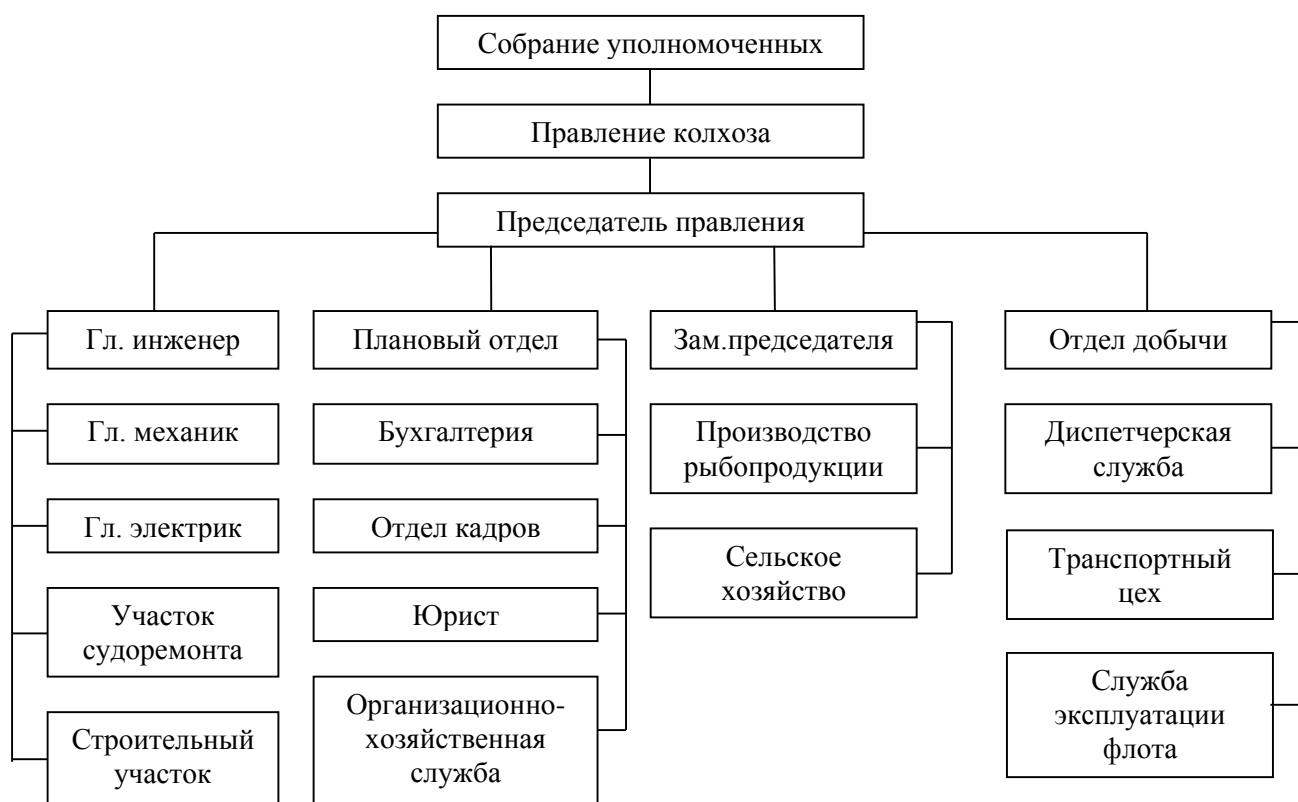 Собрание уполномоченных
Правление колхоза
Председатель правления
Гл. инженер
Гл. механик
Гл. электрик
Участок
судоремонта
Строительный
участок
Плановый отдел
Бухгалтерия
Отдел кадров
Юрист
Организационно-
хозяйственная
служба
Зам.председателя
Производство
рыбопродукции
Сельское
хозяйство
Отдел добычи
Диспетчерская
служба
Транспортный
цех
Служба
эксплуатации
флота